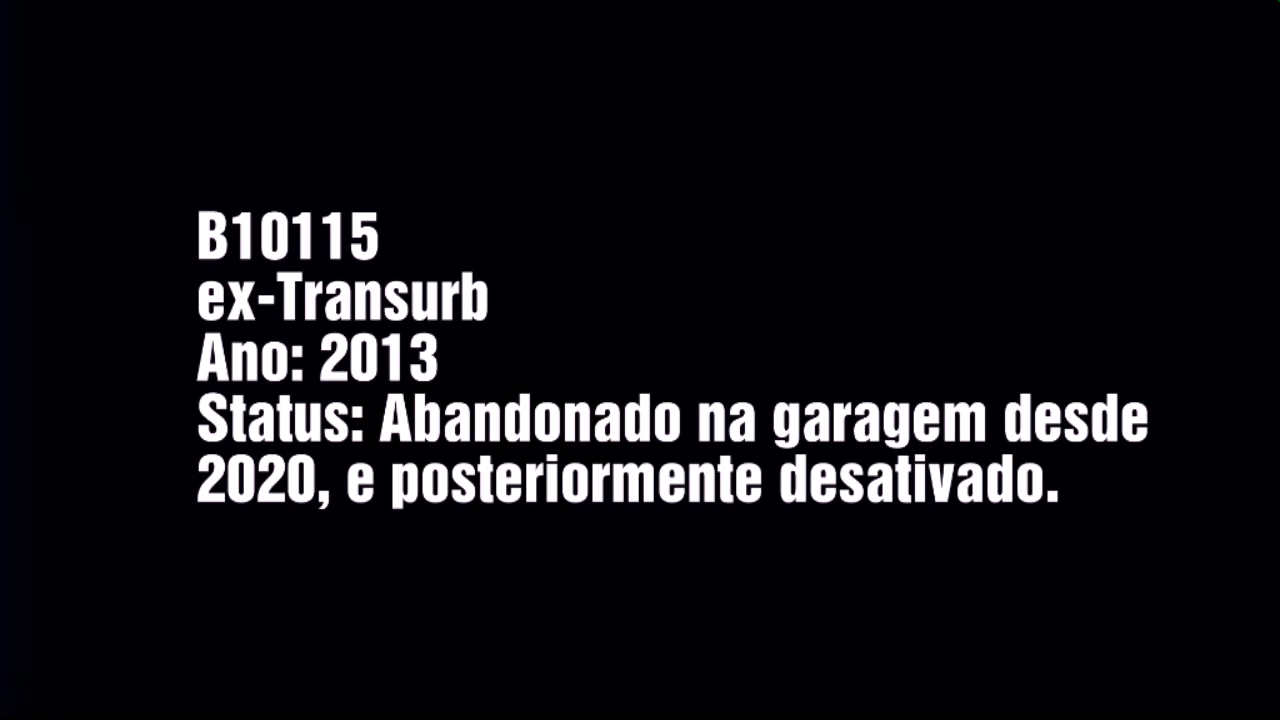 B10115
ex-Transurb
Ano: 2013
Status: Abandonado na garagem desde
2020, e posteriormente desativado.